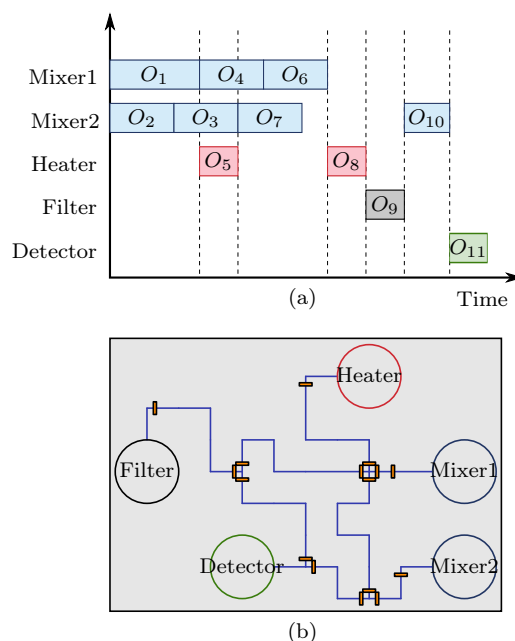 Mixer1 O1 O4 O6
Mixer2 O2 O3 O7 O10
Heater O5 O8
Filter O9
Detector O11
Time
(a)
Heater
Filter Mixer1
Detector Mixer2
(b)